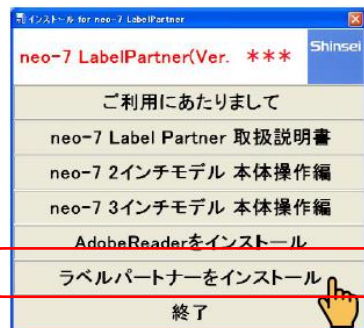 インストール for neo-7 LabelPartner
neo-7 LabelPartner(Ver. ***
Shinsei
ご利用にあたりまして
neo-7 Label Partner 取扱説明書
neo-7 2インチモデル 本体操作編
neo-7 3インチモデル 本体操作編
AdobeReaderをインストール
ラベルパートナーをインストール
終了